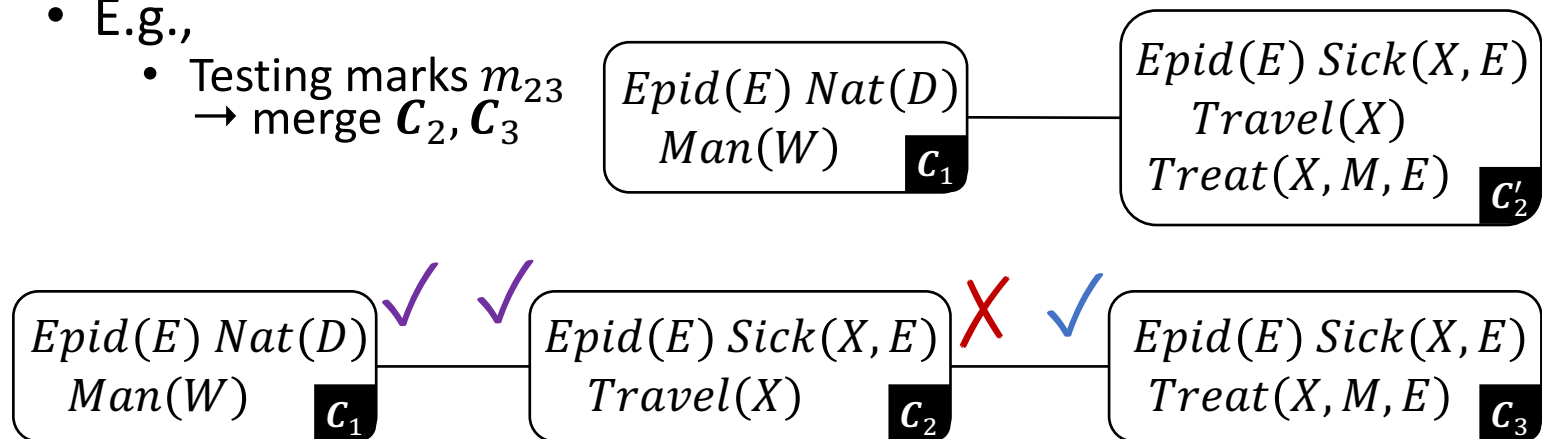 • E.g.,
• Testing marks m₂₃
→ merge C₂, C₃
Epid(E) Nat(D)
Man(W)
C₁
Epid(E) Sick(X, E)
Travel(X)
Treat(X, M, E)
C′₂
Epid(E) Nat(D)
Man(W)
C₁
Epid(E) Sick(X, E)
Travel(X)
C₂
Epid(E) Sick(X, E)
Treat(X, M, E)
C₃